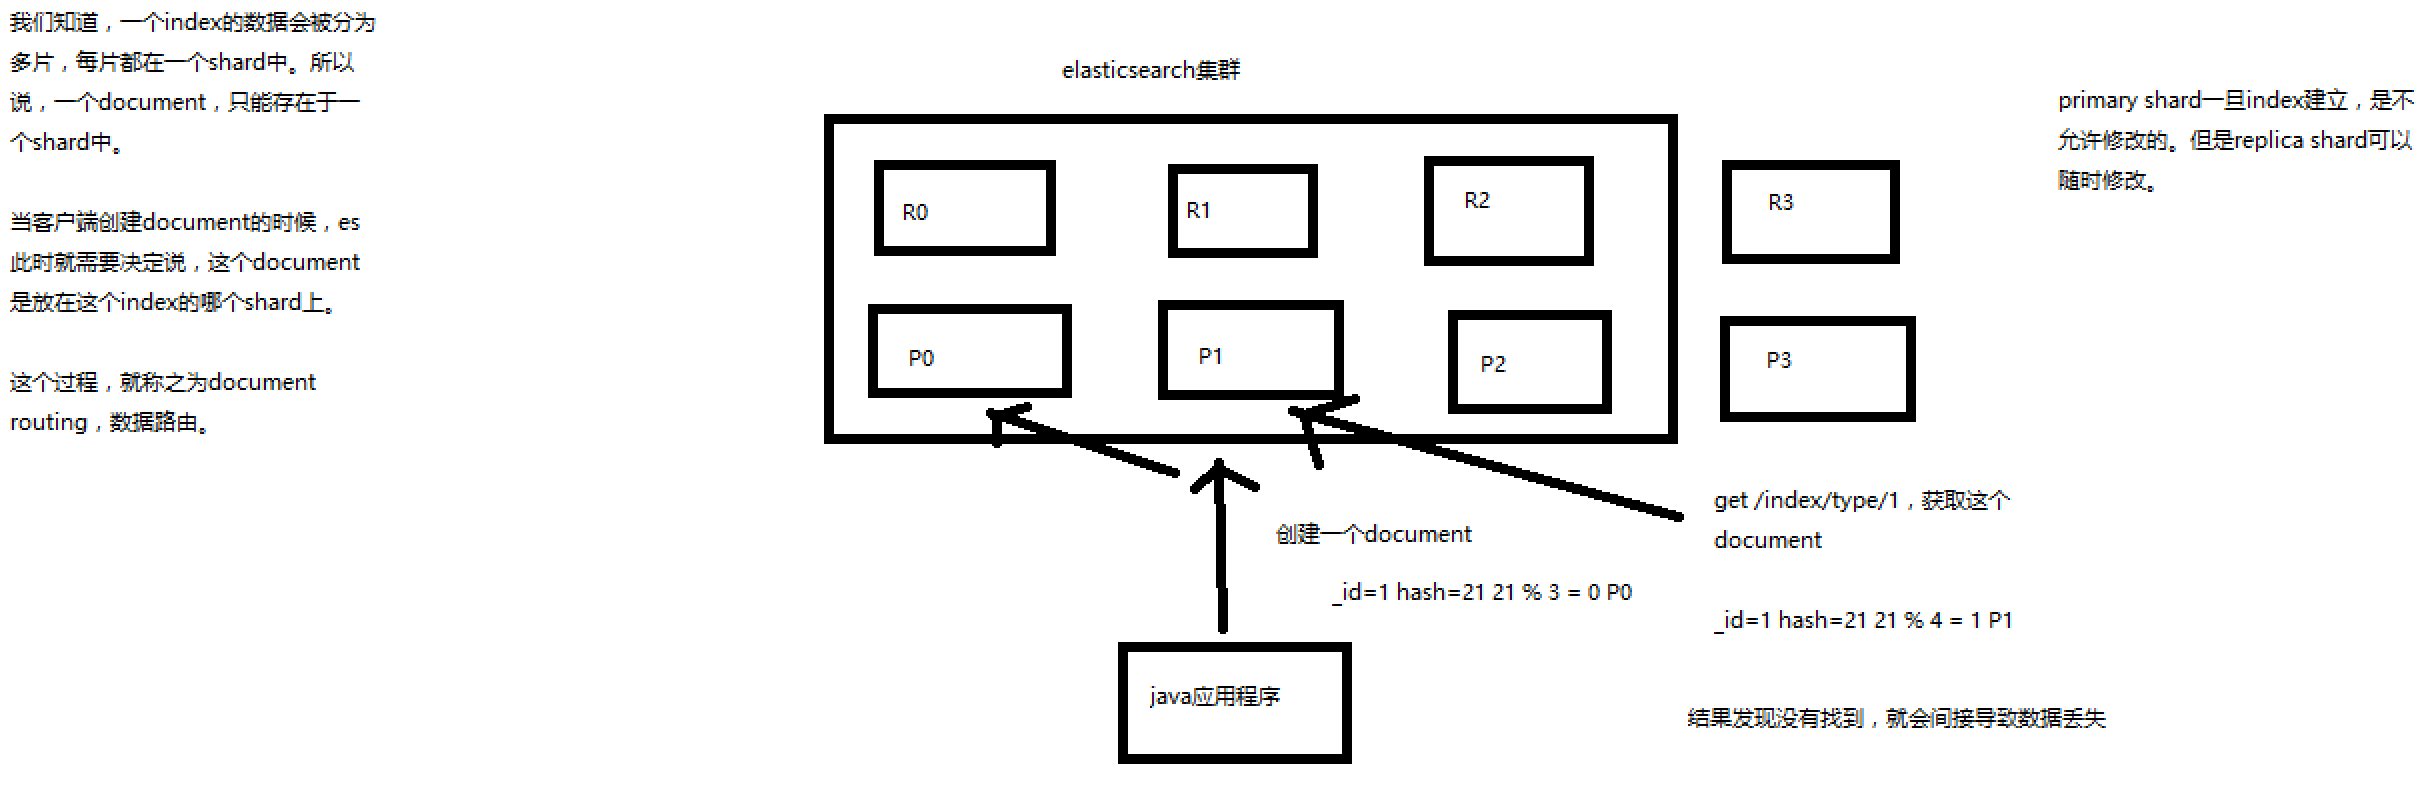 我们知道，一个index的数据会被分为
多片，每片都在一个shard中。所以
说，一个document，只能存在于一
个shard中。
当客户端创建document的时候，es
此时就需要决定说，这个document
是放在这个index的哪个shard上。
这个过程，就称之为document
routing，数据路由。
elasticsearch集群
R0
R1
R2
R3
P0
P1
P2
P3
primary shard一旦index建立，是不
允许修改的。但是replica shard可以
随时修改。
创建一个document
_id=1 hash=21 21 % 3 = 0 P0
java应用程序
get /index/type/1，获取这个
document
_id=1 hash=21 21 % 4 = 1 P1
结果发现没有找到，就会间接导致数据丢失